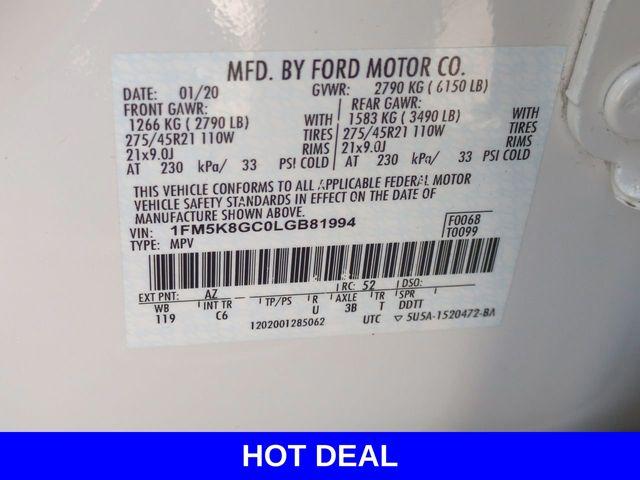 MFD. BY FORD MOTOR CO.
DATE: 01/20 GVWR: 2790 KG ( 6150 LB)
FRONT GAWR: REAR GAWR:
1266 KG ( 2790 LB) WITH 1583 KG ( 3490 LB) WITH
275/45R21 110W TIRES 275/45R21 110W TIRES
21x9.0J RIMS 21x9.0J RIMS
AT 230 kPa/ 33 PSI COLD AT 230 kPa/ 33 PSI COLD
THIS VEHICLE CONFORMS TO ALL APPLICABLE FEDERAL MOTOR
VEHICLE SAFETY STANDARDS IN EFFECT ON THE DATE OF
MANUFACTURE SHOWN ABOVE.
VIN: 1FM5K8GC0LGB81994 F0068
TYPE: MPV T0099
EXT PNT: AZ RC: 52 DSO:
WB INT TR TP/PS R AXLE TR SPR
119 C6 U 3B T DDTT
1202001285062 UTC ▽ 5U5A-1520472-BA
HOT DEAL